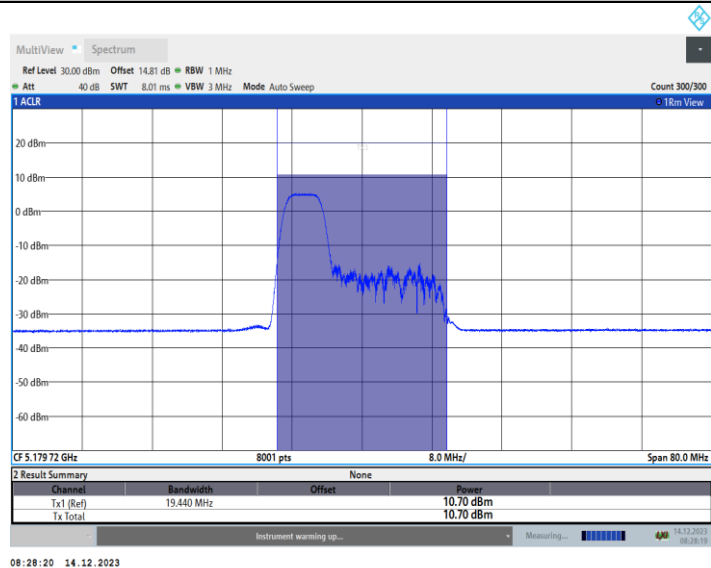 MultiView Spectrum
Ref Level 30.00 dBm Offset 14.81 dB RBW 1 MHz
Att 40 dB SWT 8.01 ms VBW 3 MHz Mode Auto Sweep Count 300/300
1 ACLR 1Rm View
20 dBm
10 dBm
0 dBm
-10 dBm
-20 dBm
-30 dBm
-40 dBm
-50 dBm
-60 dBm
CF 5.179 72 GHz 8001 pts 8.0 MHz/ Span 80.0 MHz
2 Result Summary None
Channel Bandwidth Offset Power
Tx1 (Ref) 19.440 MHz 10.70 dBm
Tx Total 10.70 dBm
Instrument warming up... Measuring... 14.12.2023
08:28:19
08:28:20 14.12.2023